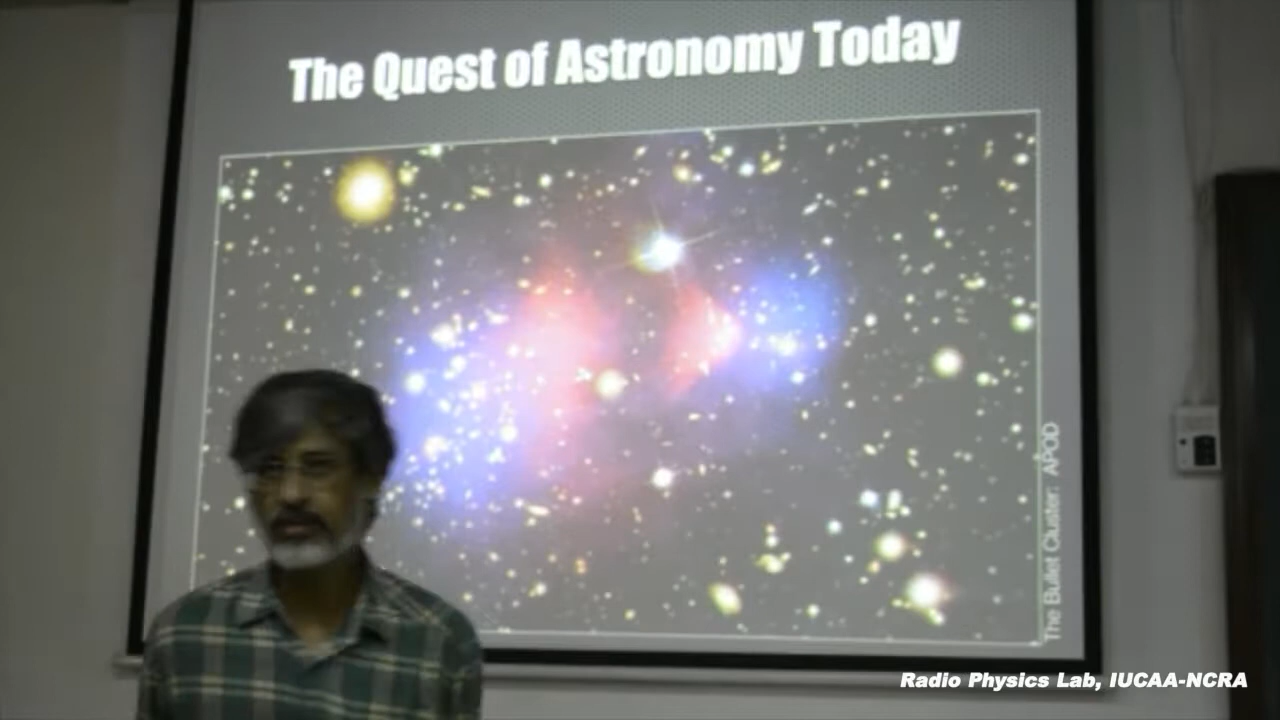 The Quest of Astronomy Today
The Bullet Cluster: APOD
Radio Physics Lab, IUCAA-NCRA